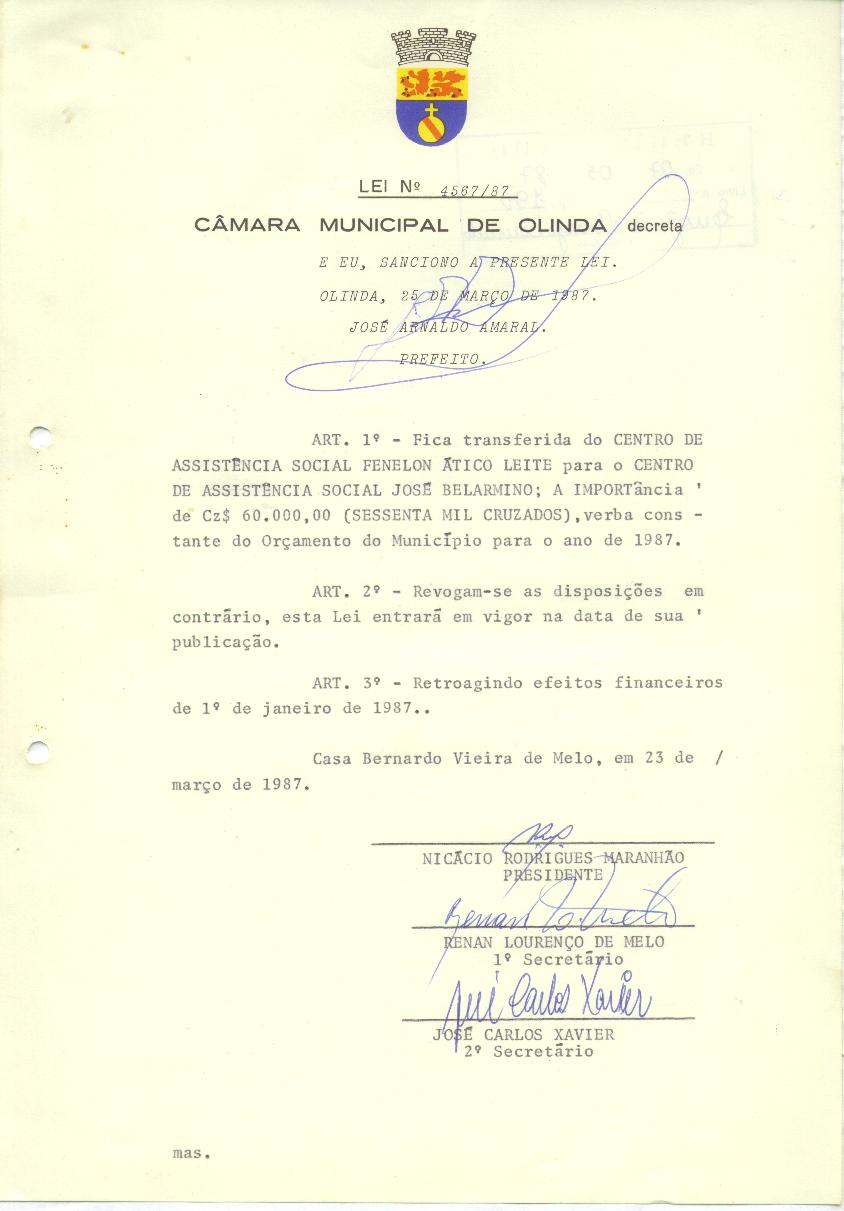 LEI Nº 4567/87
CÂMARA MUNICIPAL DE OLINDA decreta
E EU, SANCIONO A PRESENTE LEI.
OLINDA, 25 DE MARÇO DE 1987.
JOSÉ ARNALDO AMARAL.
PREFEITO.
ART. 1º - Fica transferida do CENTRO DE
ASSISTÊNCIA SOCIAL FENELON ÁTICO LEITE para o CENTRO
DE ASSISTÊNCIA SOCIAL JOSÉ BELARMINO; A IMPORTância '
de Cz$ 60.000,00 (SESSENTA MIL CRUZADOS),verba cons -
tante do Orçamento do Município para o ano de 1987.
ART. 2º - Revogam-se as disposições em
contrário, esta Lei entrará em vigor na data de sua '
publicação.
ART. 3º - Retroagindo efeitos financeiros
de 1º de janeiro de 1987..
Casa Bernardo Vieira de Melo, em 23 de /
março de 1987.
NICÁCIO RODRIGUES MARANHÃO
PRESIDENTE
RENAN LOURENÇO DE MELO
1º Secretário
José Carlos Xavier
JOSÉ CARLOS XAVIER
2º Secretário
mas.